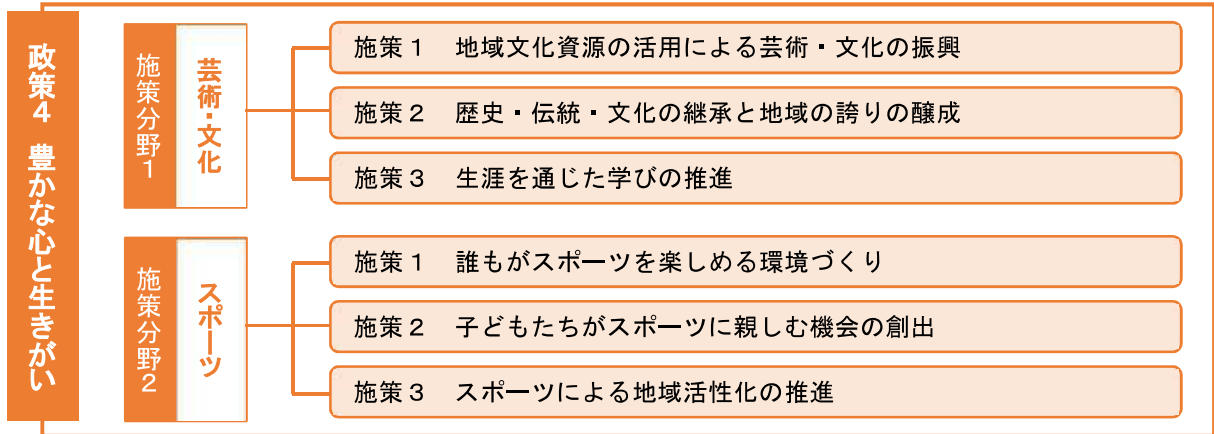 政策4 豊かな心と生きがい
施策分野1
芸術・文化
施策1 地域文化資源の活用による芸術・文化の振興
施策2 歴史・伝統・文化の継承と地域の誇りの醸成
施策3 生涯を通じた学びの推進
施策分野2
スポーツ
施策1 誰もがスポーツを楽しめる環境づくり
施策2 子どもたちがスポーツに親しむ機会の創出
施策3 スポーツによる地域活性化の推進